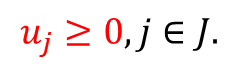 u_j ≥ 0, j ∈ J.